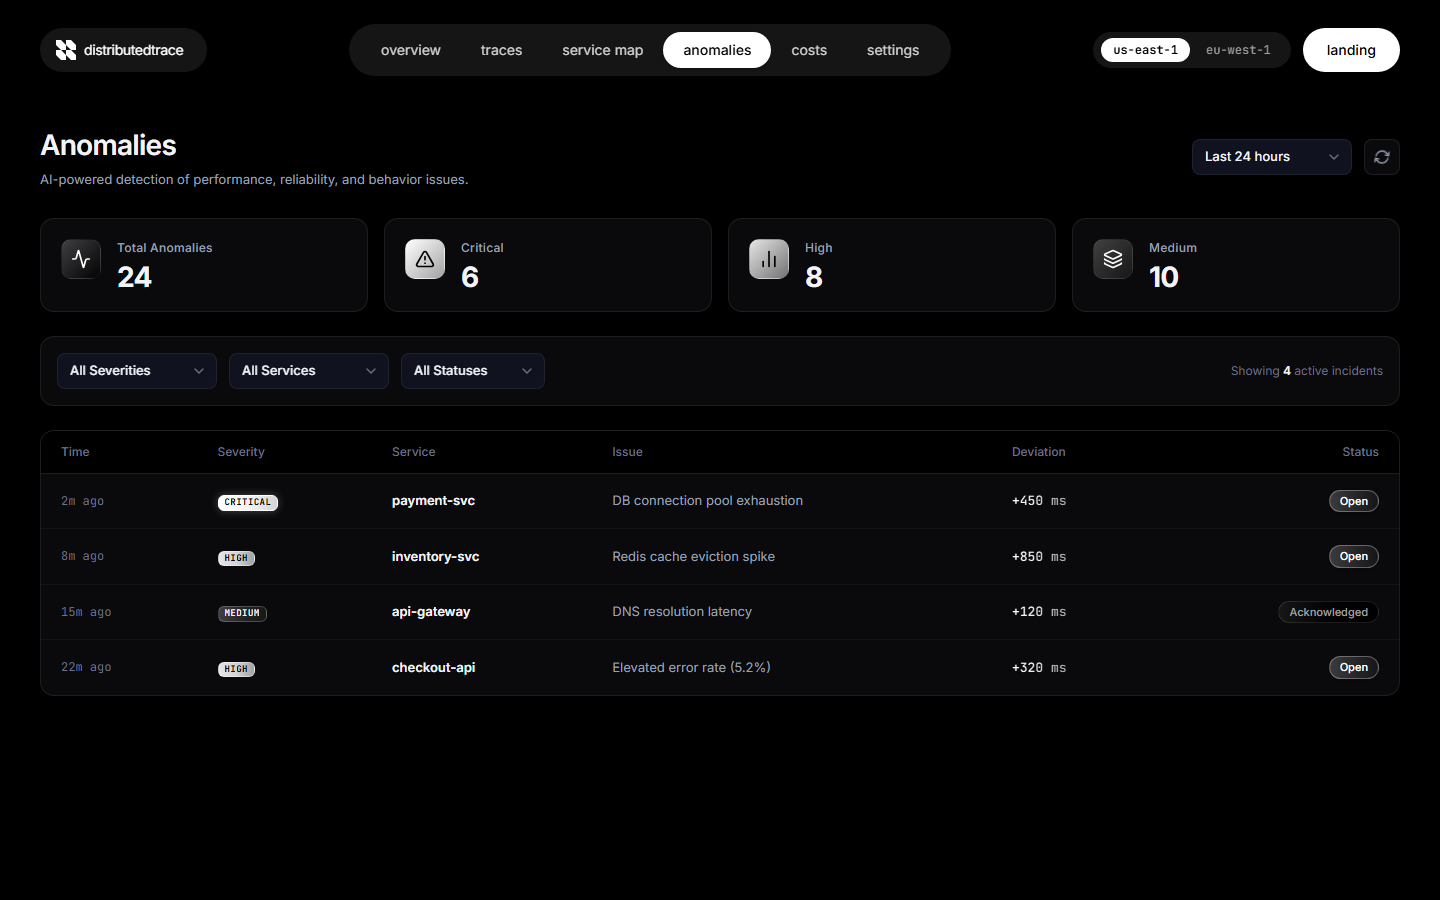 distributedtrace
overview traces service map anomalies costs settings
us-east-1 eu-west-1 landing
Anomalies
AI-powered detection of performance, reliability, and behavior issues.
Last 24 hours
Total Anomalies
24
Critical
6
High
8
Medium
10
All Severities All Services All Statuses Showing 4 active incidents
Time Severity Service Issue Deviation Status
2m ago CRITICAL payment-svc DB connection pool exhaustion +450 ms Open
8m ago HIGH inventory-svc Redis cache eviction spike +850 ms Open
15m ago MEDIUM api-gateway DNS resolution latency +120 ms Acknowledged
22m ago HIGH checkout-api Elevated error rate (5.2%) +320 ms Open